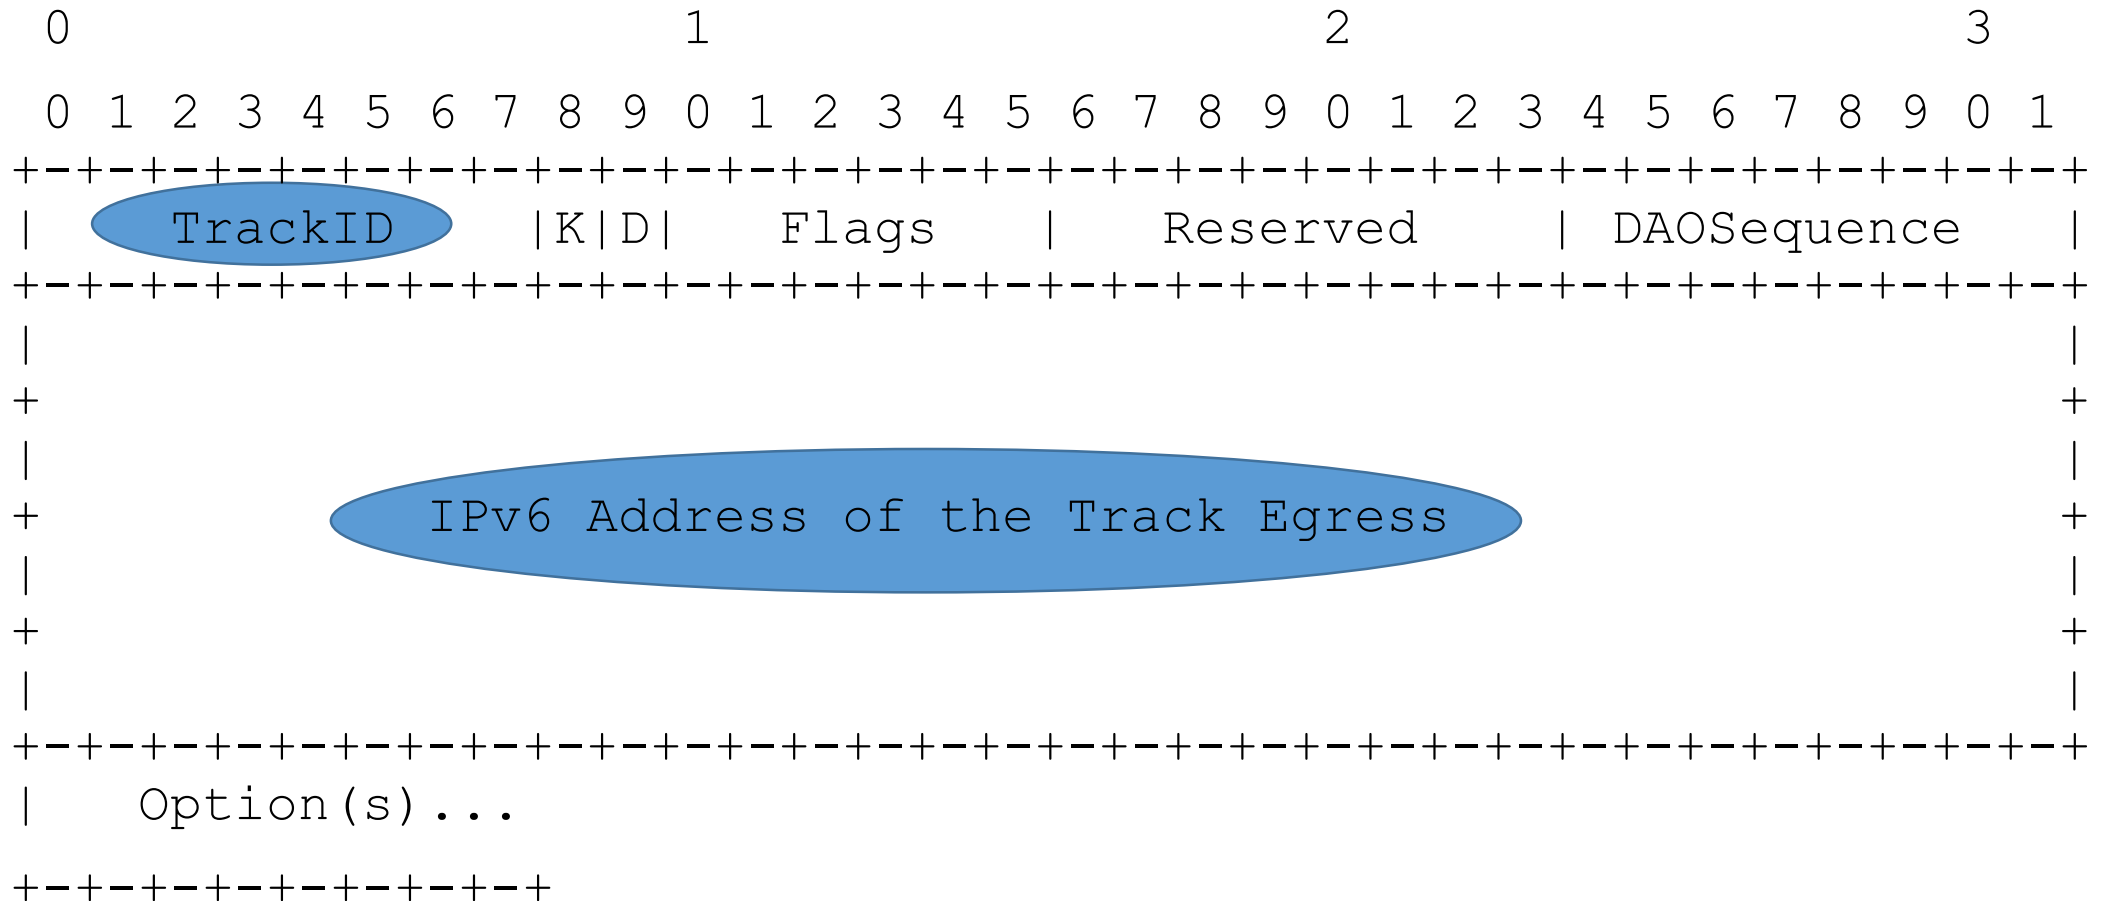 0                   1                   2                   3
 0 1 2 3 4 5 6 7 8 9 0 1 2 3 4 5 6 7 8 9 0 1 2 3 4 5 6 7 8 9 0 1
+-+-+-+-+-+-+-+-+-+-+-+-+-+-+-+-+-+-+-+-+-+-+-+-+-+-+-+-+-+-+-+-+
|    TrackID    |K|D|   Flags   |   Reserved    | DAOSequence   |
+-+-+-+-+-+-+-+-+-+-+-+-+-+-+-+-+-+-+-+-+-+-+-+-+-+-+-+-+-+-+-+-+
|                                                               |
+                                                               +
|                                                               |
+            IPv6 Address of the Track Egress                   +
|                                                               |
+                                                               +
|                                                               |
+-+-+-+-+-+-+-+-+-+-+-+-+-+-+-+-+-+-+-+-+-+-+-+-+-+-+-+-+-+-+-+-+
|   Option(s)...
+-+-+-+-+-+-+-+-+